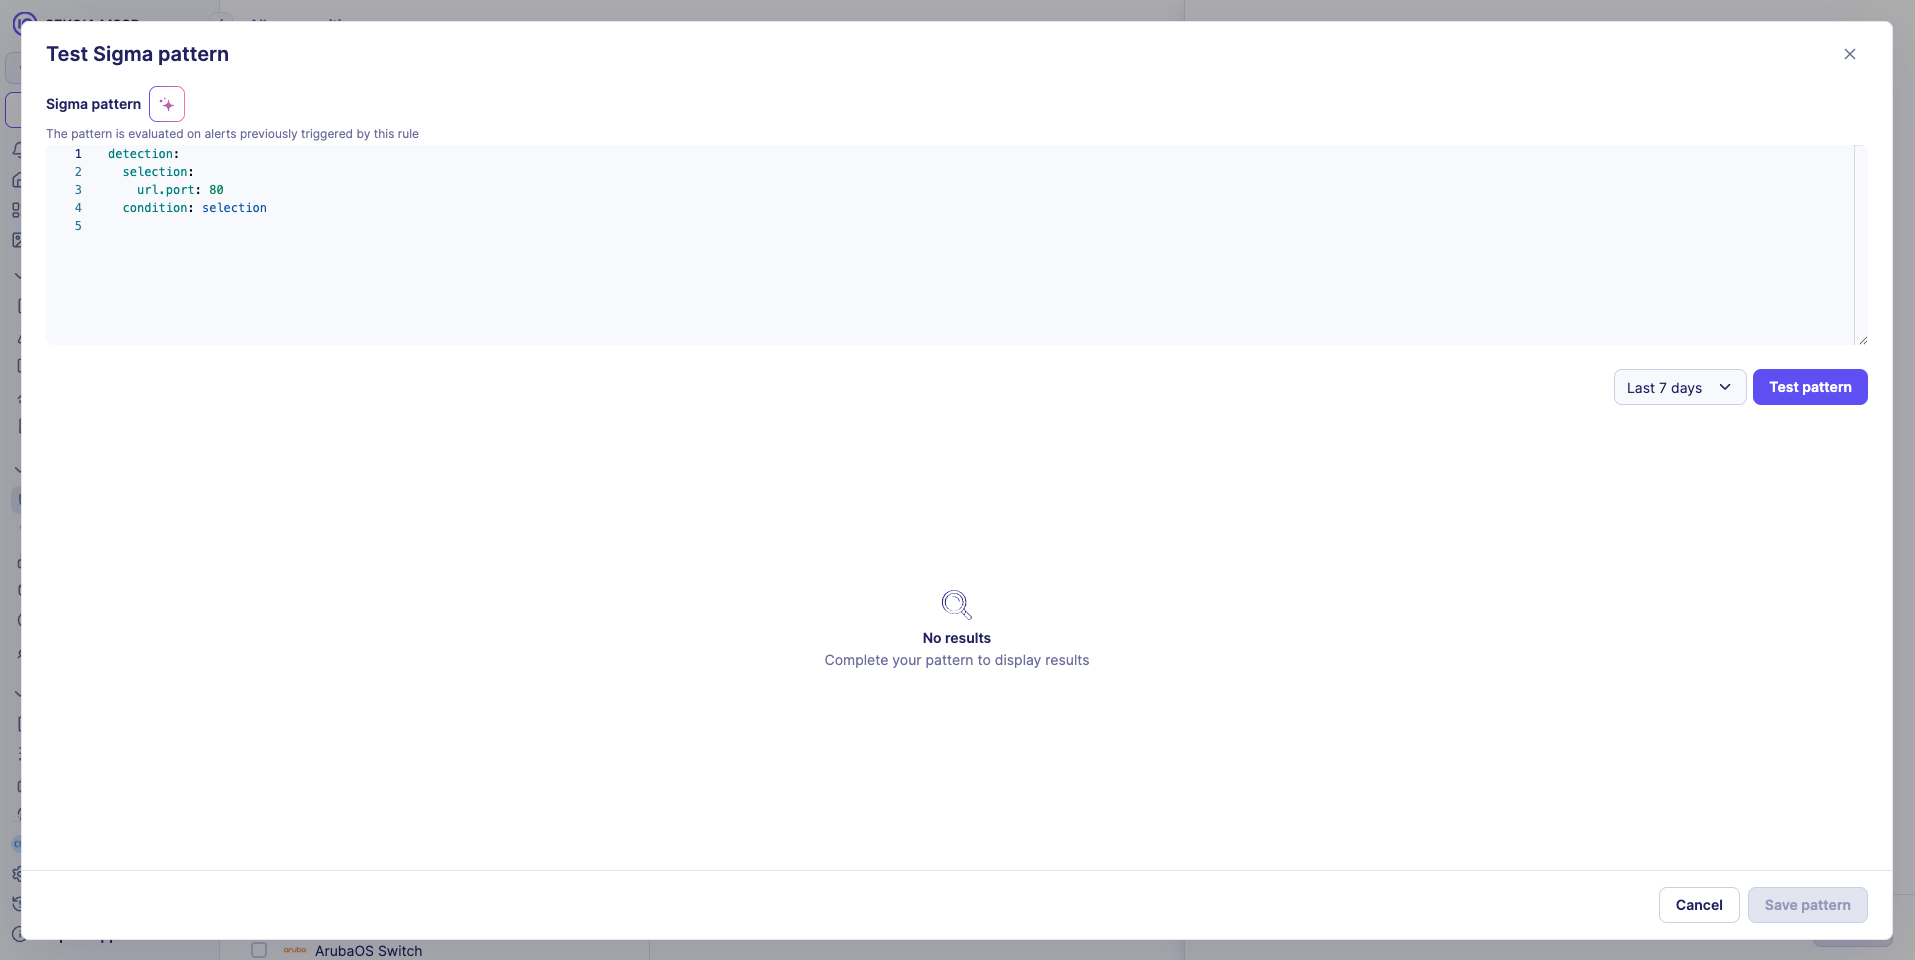 Test Sigma pattern
Sigma pattern
The pattern is evaluated on alerts previously triggered by this rule
1 detection:
2 selection:
3 url.port: 80
4 condition: selection
5
Last 7 days
Test pattern
No results
Complete your pattern to display results
Cancel
Save pattern
aruba ArubaOS Switch